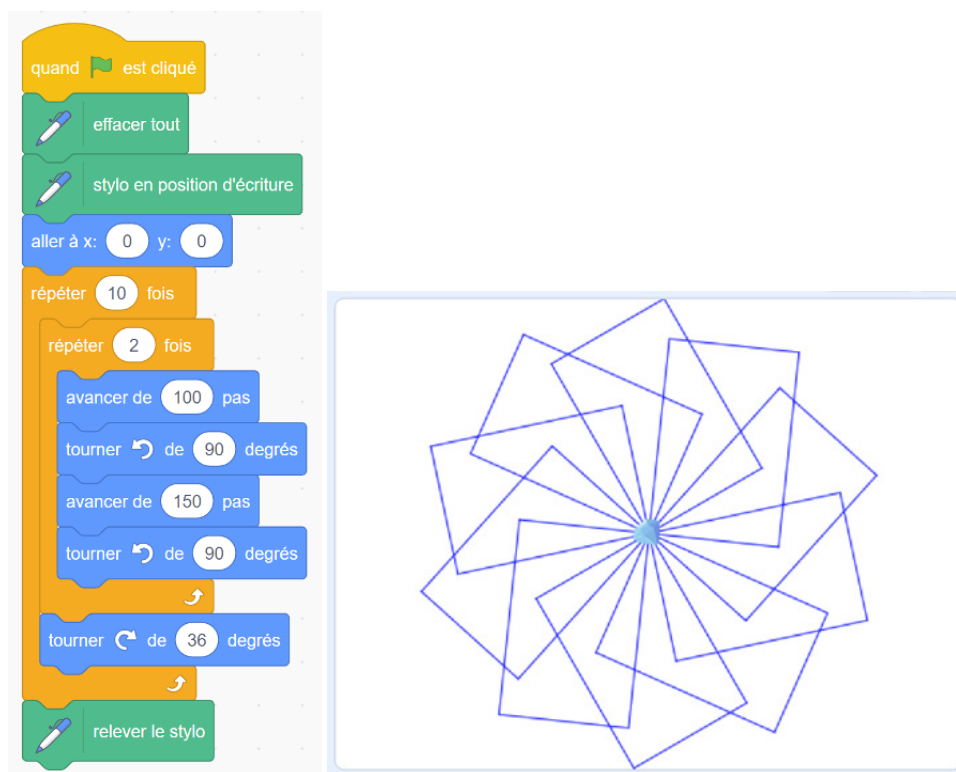 quand est cliqué
effacer tout
stylo en position d'écriture
aller à x: 0 y: 0
répéter 10 fois
répéter 2 fois
avancer de 100 pas
tourner de 90 degrés
avancer de 150 pas
tourner de 90 degrés
tourner de 36 degrés
relever le stylo